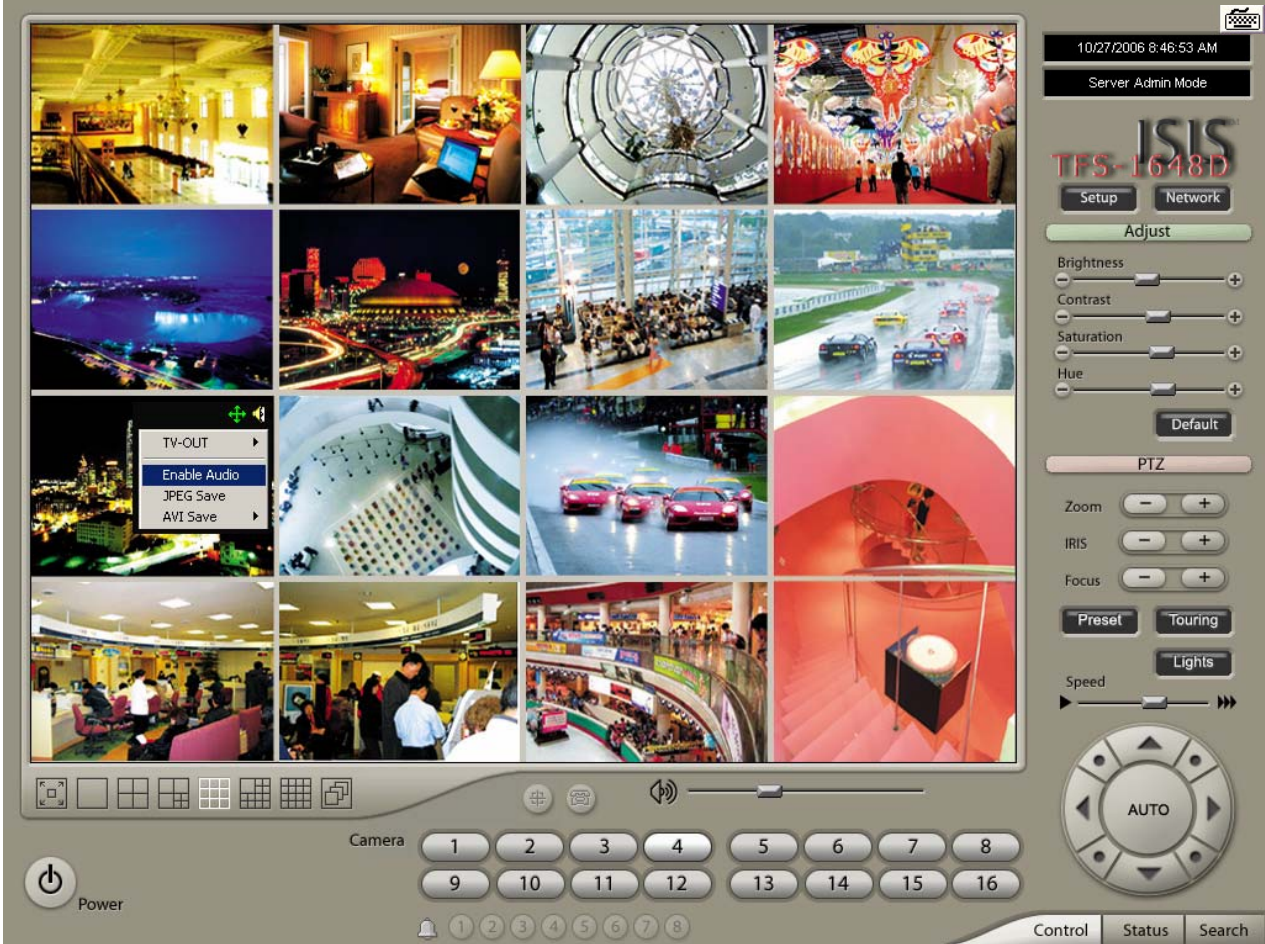 10/27/2006 8:46:53 AM
Server Admin Mode
ISIS
TFS-1648D
Setup Network
Adjust
Brightness
Contrast
Saturation
Hue
Default
PTZ
Zoom
IRIS
Focus
Preset Touring
Lights
Speed
AUTO
TV-OUT
Enable Audio
JPEG Save
AVI Save
Camera 1 2 3 4 5 6 7 8
9 10 11 12 13 14 15 16
Power
1 2 3 4 5 6 7 8
Control Status Search